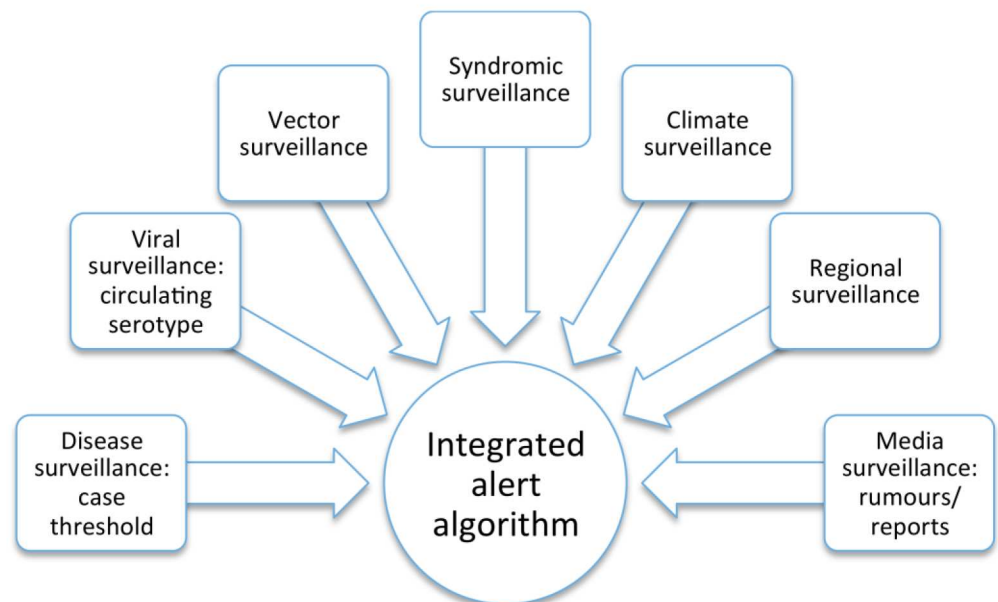 Syndromic
surveillance
Vector
surveillance
Climate
surveillance
Viral
surveillance:
circulating
serotype
Regional
surveillance
Disease
surveillance:
case
threshold
Integrated
alert
algorithm
Media
surveillance:
rumours/
reports